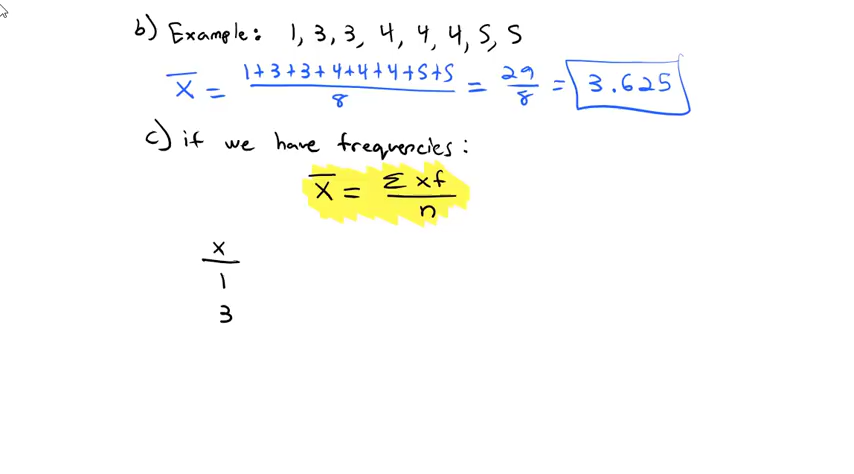 b) Example: 1, 3, 3, 4, 4, 4, 5, 5
x̄ = (1+3+3+4+4+4+5+5)/8 = 29/8 = 3.625
c) if we have frequencies:
x̄ = Σxf/n
x
1
3